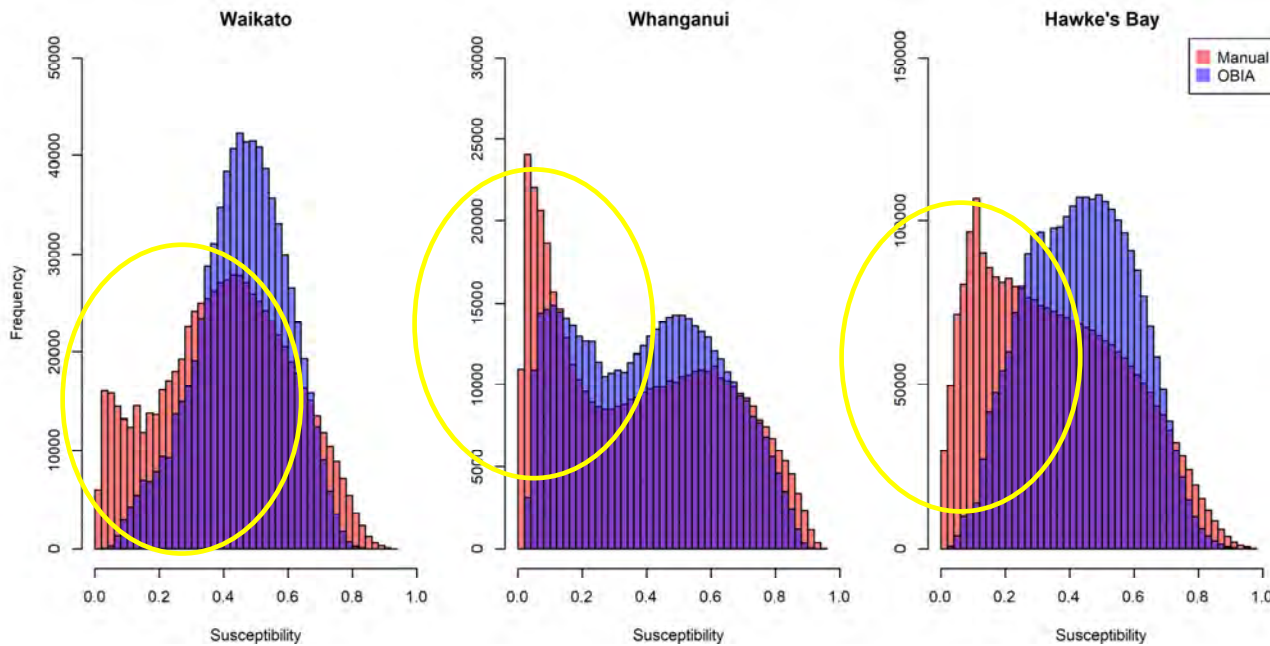 Waikato
Whanganui
Hawke's Bay
Manual
OBIA
Frequency
50000
40000
30000
20000
10000
0
30000
25000
20000
15000
10000
5000
0
150000
100000
50000
0
0.0 0.2 0.4 0.6 0.8 1.0
0.0 0.2 0.4 0.6 0.8 1.0
0.0 0.2 0.4 0.6 0.8 1.0
Susceptibility
Susceptibility
Susceptibility